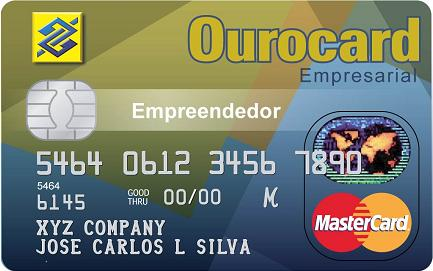 Ourocard
Empresarial
Empreendedor
5464 0612 3456 7890
5464
6145 GOOD THRU 00/00 K
XYZ COMPANY
JOSE CARLOS L SILVA
MasterCard